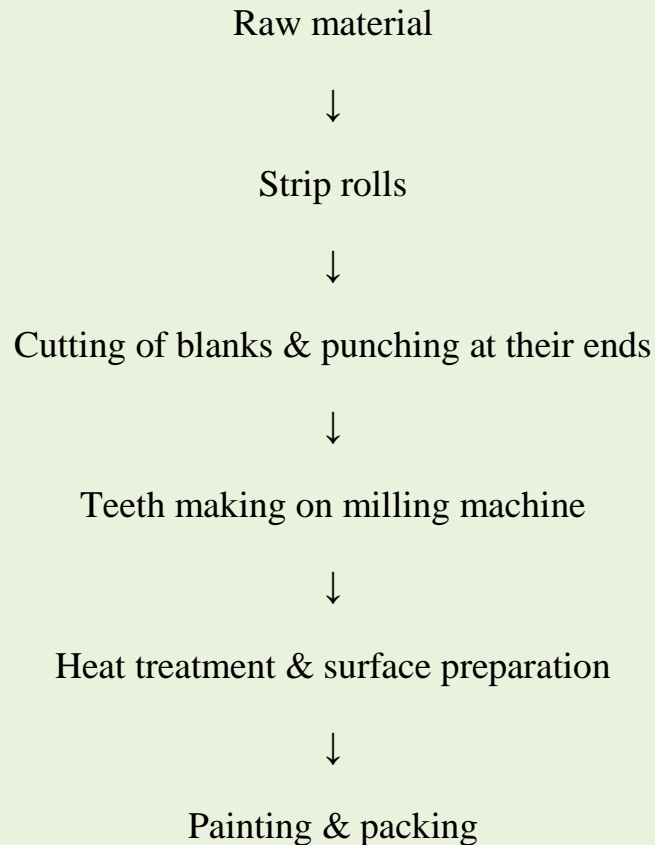 Raw material
↓
Strip rolls
↓
Cutting of blanks & punching at their ends
↓
Teeth making on milling machine
↓
Heat treatment & surface preparation
↓
Painting & packing